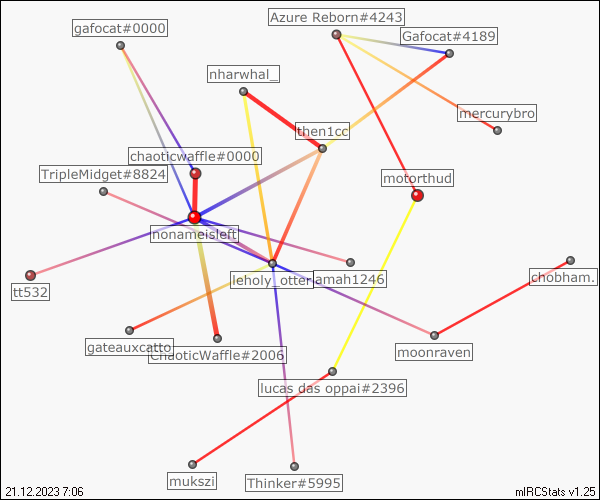 Azure Reborn#4243
gafocat#0000
Gafocat#4189
nharwhal_
mercurybro
then1cc
chaoticwaffle#0000
TripleMidget#8824
motorthud
nonameisleft
chobham.
leholy_otter
amah1246
tt532
gateauxcatto
ChaoticWaffle#2006
moonraven
lucas das oppai#2396
mukszi
Thinker#5995
21.12.2023 7:06
mIRCStats v1.25